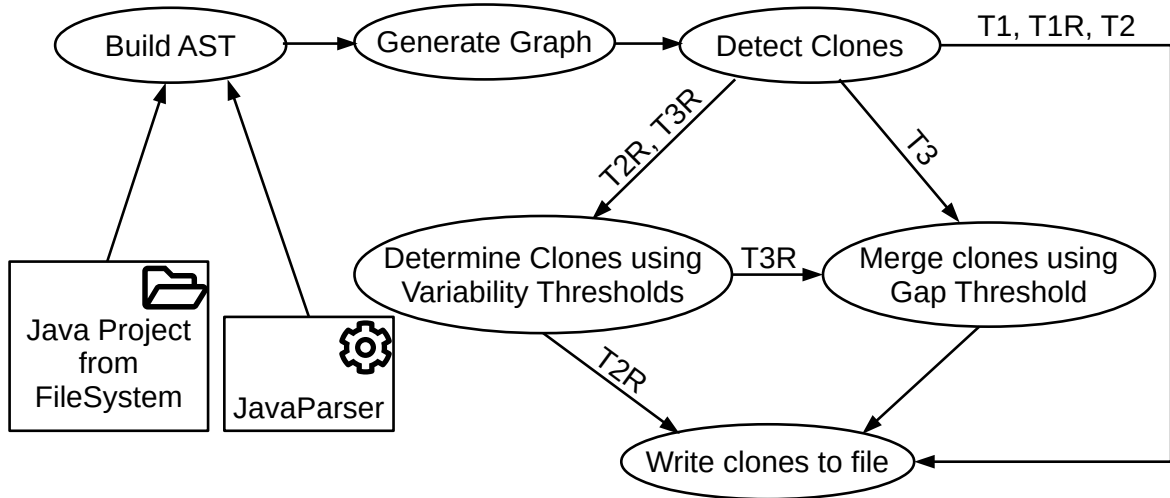 Build AST
Generate Graph
Detect Clones
T1, T1R, T2
T2R, T3R
T3
Determine Clones using
Variability Thresholds
T3R
Merge clones using
Gap Threshold
Java Project
from
FileSystem
JavaParser
T2R
Write clones to file